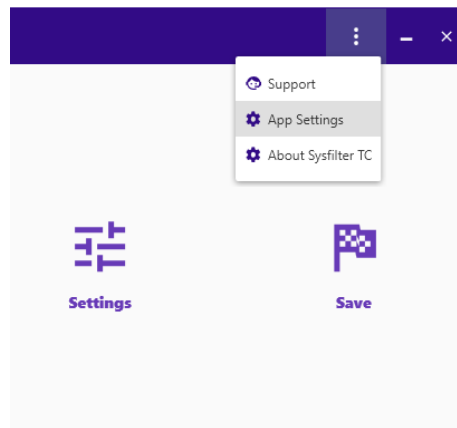 Support
App Settings
About Sysfilter TC
Settings
Save